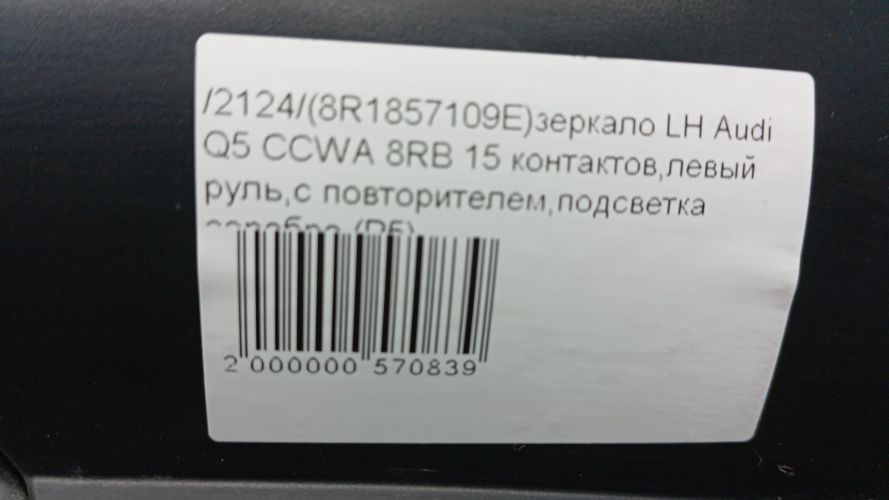 /2124/(8R1857109E)зеркало LH Audi
Q5 CCWA 8RB 15 контактов,левый
руль,с повторителем,подсветка
2 000000 570839